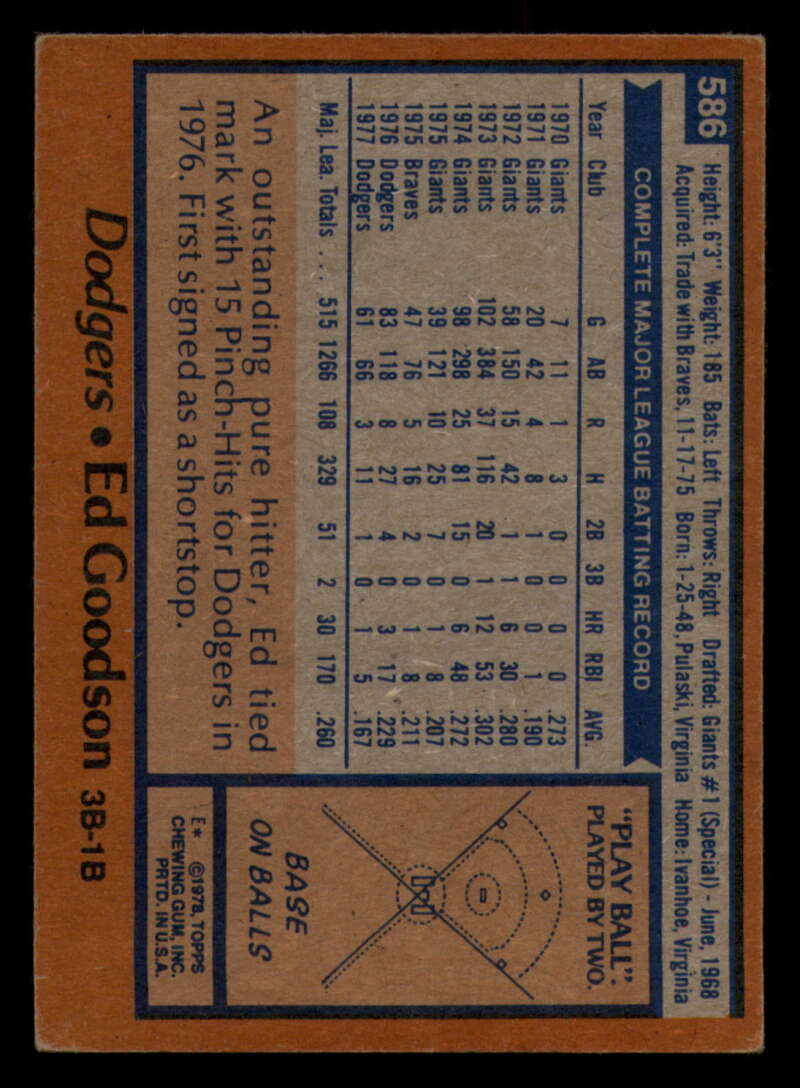 586
Height: 6'3" Weight: 185 Bats: Left Throws: Right Drafted: Giants #1 (Special) - June, 1968
Acquired: Trade with Braves, 11-17-75 Born: 1-25-48, Pulaski, Virginia Home: Ivanhoe, Virginia
COMPLETE MAJOR LEAGUE BATTING RECORD
Year Club G AB R H 2B 3B HR RBI AVG.
1970 Giants 7 11 1 3 0 0 0 0 .273
1971 Giants 20 42 4 8 1 0 0 1 .190
1972 Giants 58 150 15 42 1 1 6 30 .280
1973 Giants 102 384 37 116 20 1 12 53 .302
1974 Giants 98 298 25 81 15 0 6 48 .272
1975 Giants 39 121 10 25 7 0 1 8 .207
1975 Braves 47 76 5 16 2 0 1 8 .211
1976 Dodgers 83 118 8 27 4 0 3 17 .229
1977 Dodgers 61 66 3 11 1 0 1 5 .167
Maj. Lea. Totals ... 515 1266 108 329 51 2 30 170 .260
An outstanding pure hitter, Ed tied
mark with 15 Pinch-Hits for Dodgers in
1976. First signed as a shortstop.
"PLAY BALL".
PLAYED BY TWO.
BASE
ON BALLS
E* ©1978, TOPPS
CHEWING GUM, INC.
PRTD. IN U.S.A.
Dodgers • Ed Goodson 3B-1B